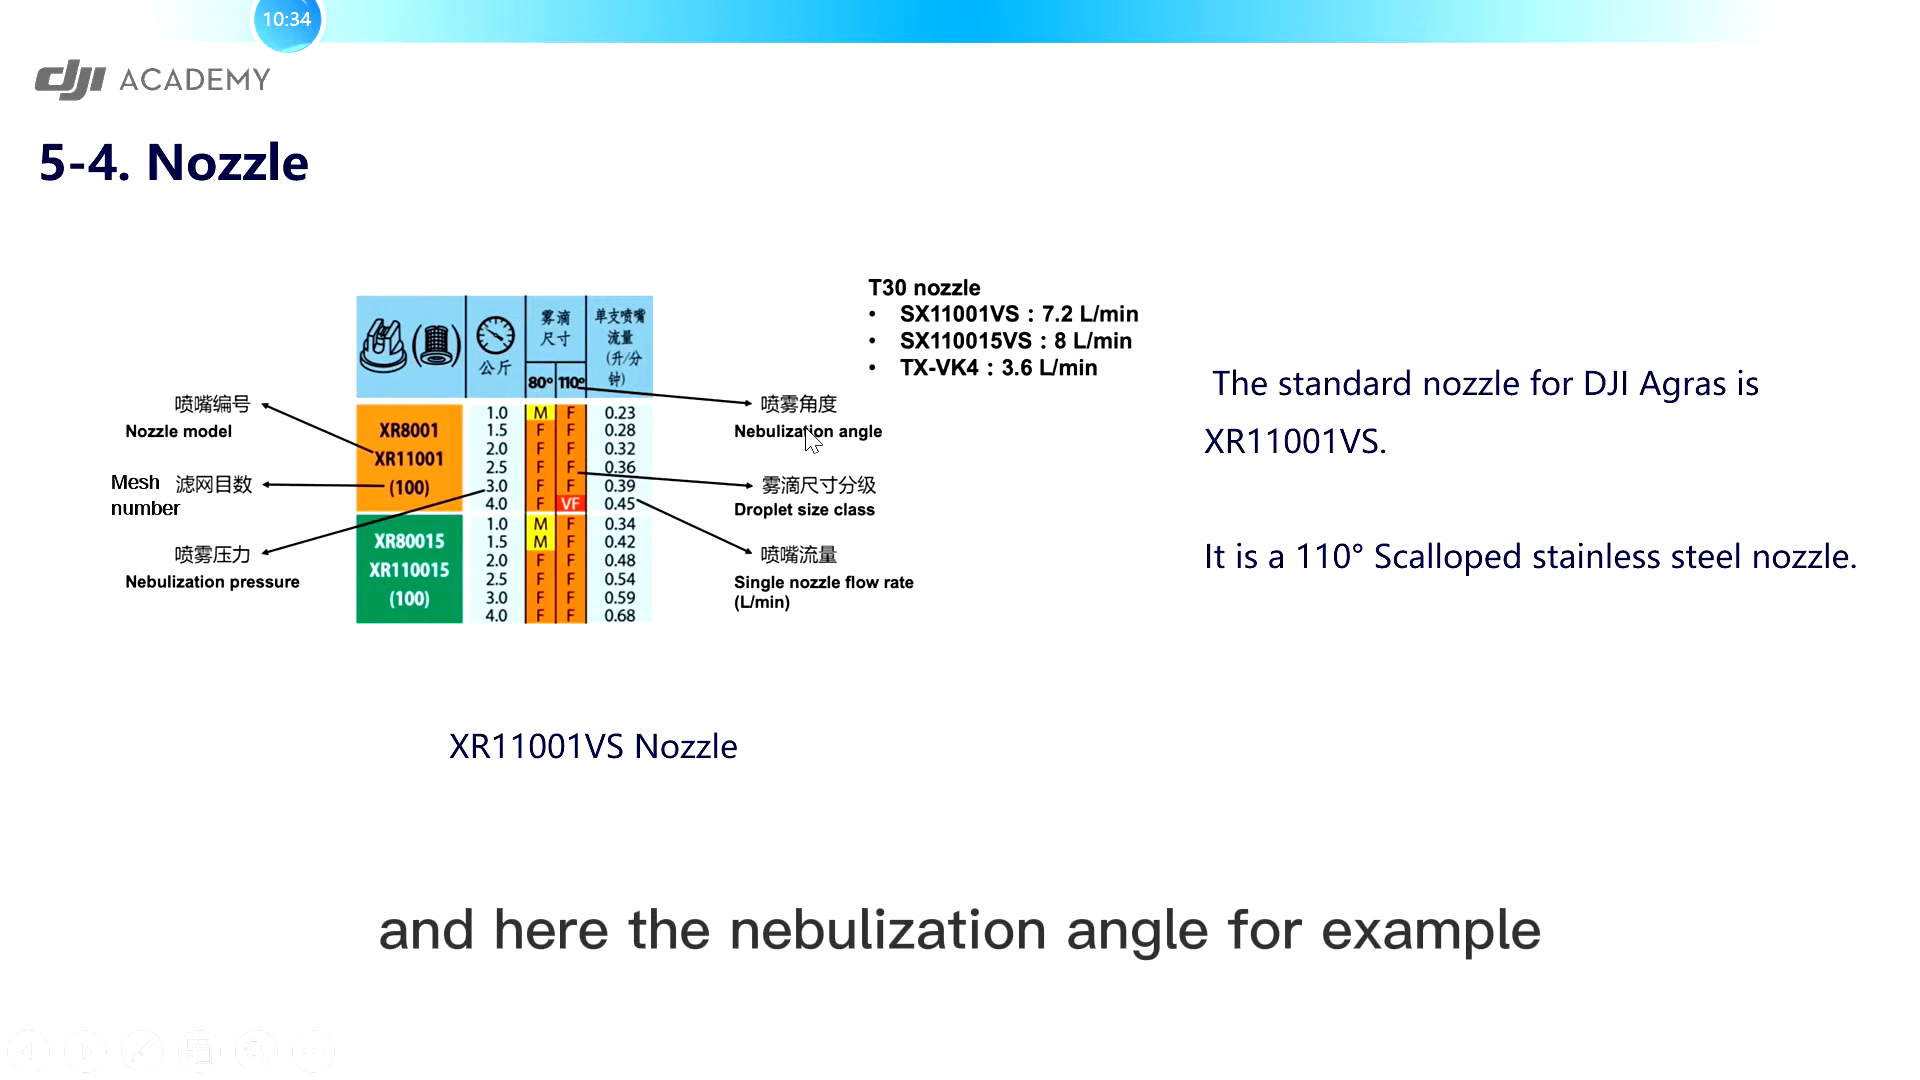 10:34
dji ACADEMY
5-4. Nozzle
T30 nozzle
• SX11001VS：7.2 L/min
• SX110015VS：8 L/min
• TX-VK4：3.6 L/min
公斤
雾滴
尺寸
80° 110°
单支喷嘴
流量
(升/分
钟)
喷嘴编号
Nozzle model
Mesh 滤网目数
number
喷雾压力
Nebulization pressure
XR8001
XR11001
(100)
1.0 M F 0.23
1.5 F F 0.28
2.0 F F 0.32
2.5 F F 0.36
3.0 F F 0.39
4.0 F VF 0.45
XR80015
XR110015
(100)
1.0 M F 0.34
1.5 M F 0.42
2.0 F F 0.48
2.5 F F 0.54
3.0 F F 0.59
4.0 F F 0.68
喷雾角度
Nebulization angle
雾滴尺寸分级
Droplet size class
喷嘴流量
Single nozzle flow rate
(L/min)
The standard nozzle for DJI Agras is
XR11001VS.
It is a 110° Scalloped stainless steel nozzle.
XR11001VS Nozzle
and here the nebulization angle for example